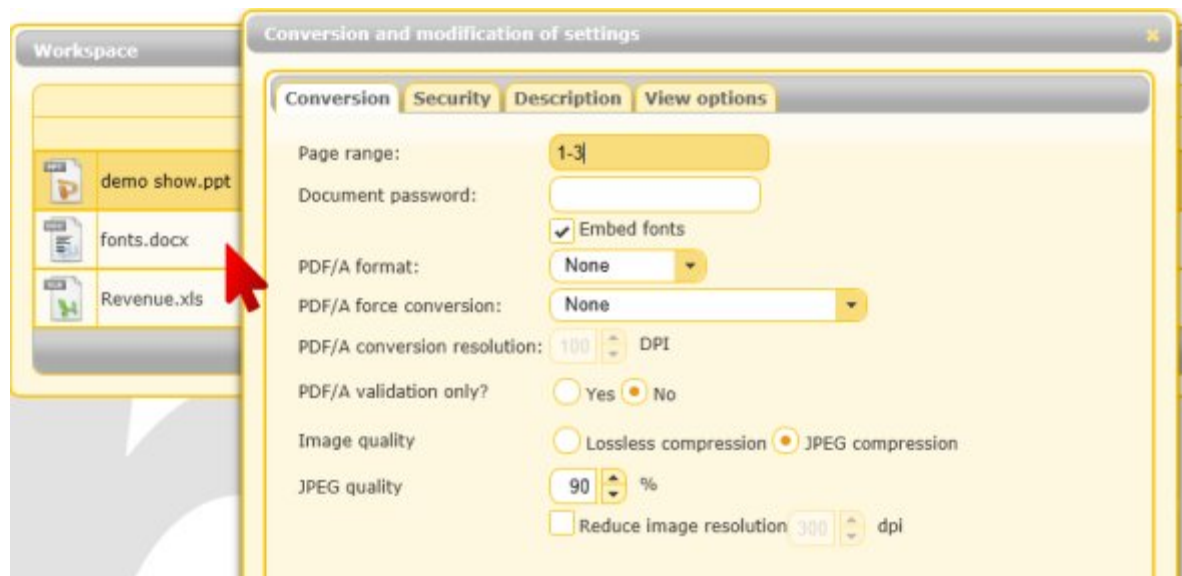 Workspace
demo show.ppt
fonts.docx
Revenue.xls
Conversion and modification of settings
Conversion Security Description View options
Page range: 1-3
Document password:
Embed fonts
PDF/A format: None
PDF/A force conversion: None
PDF/A conversion resolution: 100 DPI
PDF/A validation only? Yes No
Image quality Lossless compression JPEG compression
JPEG quality 90 %
Reduce image resolution 300 dpi